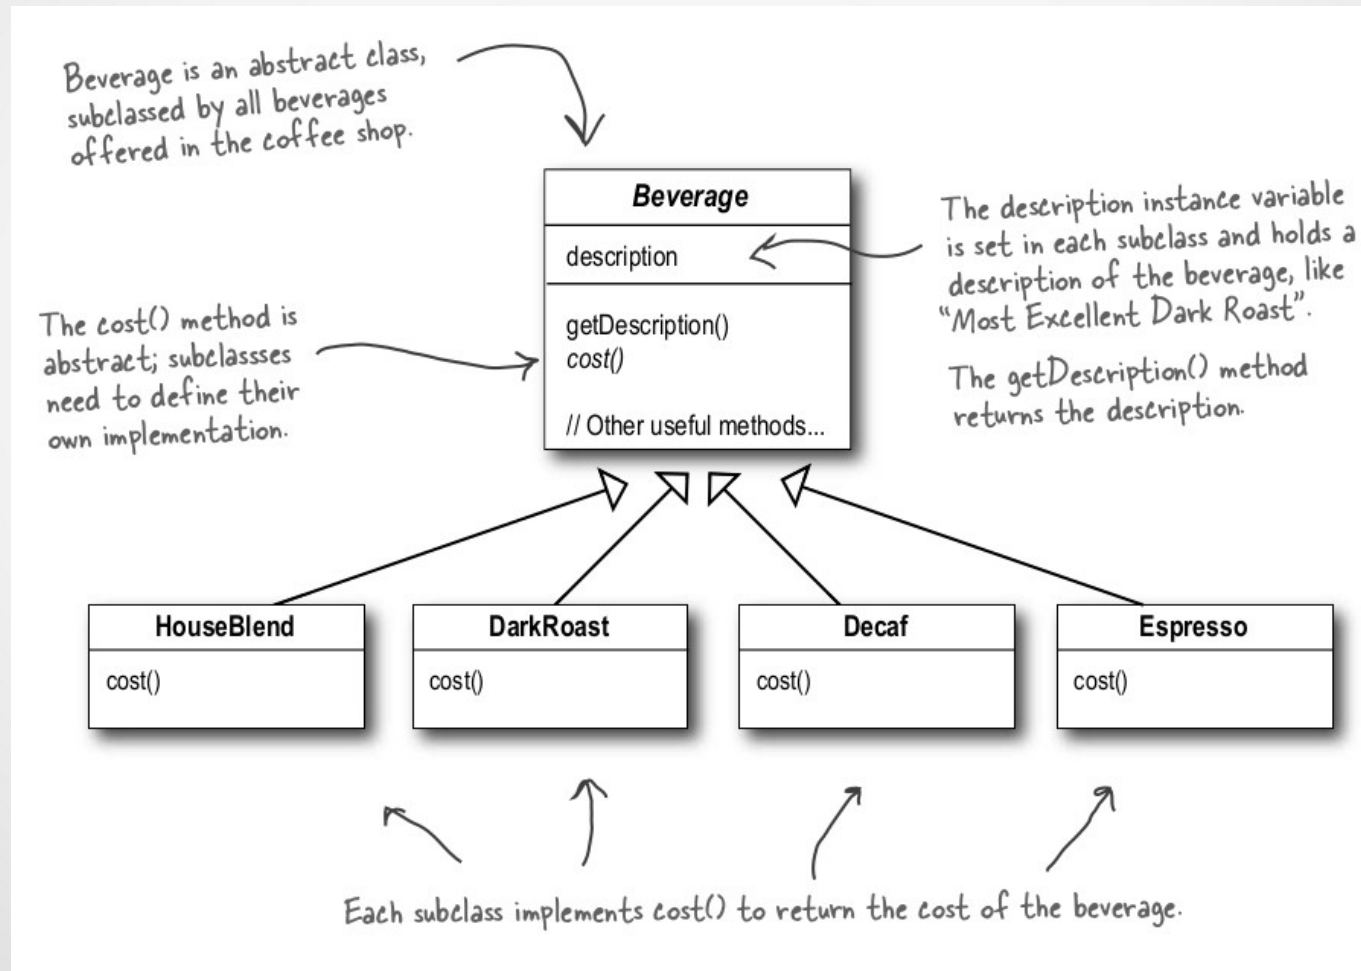 Beverage is an abstract class,
subclassed by all beverages
offered in the coffee shop.
Beverage
description
getDescription()
cost()
// Other useful methods...
The description instance variable
is set in each subclass and holds a
description of the beverage, like
“Most Excellent Dark Roast”.
The getDescription() method
returns the description.
The cost() method is
abstract; subclassses
need to define their
own implementation.
HouseBlend
cost()
DarkRoast
cost()
Decaf
cost()
Espresso
cost()
Each subclass implements cost() to return the cost of the beverage.